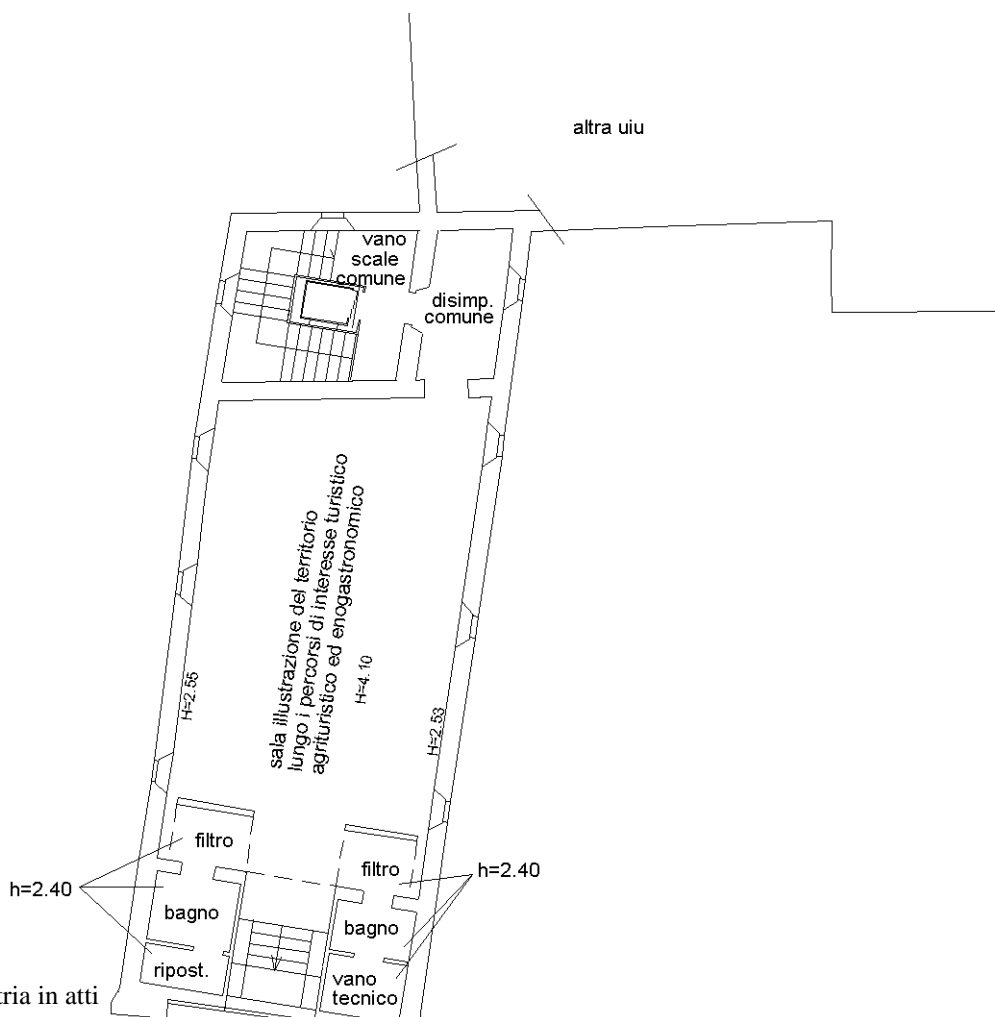 altra uiu
vano
scale
comune
disimp.
comune
sala illustrazione del territorio
lungo i percorsi di interesse turistico
agrituristico ed enogastronomico
H=4.10
H=2.55
H=2.53
filtro
filtro
h=2.40
h=2.40
bagno
bagno
ripost.
vano
tecnico
tria in atti